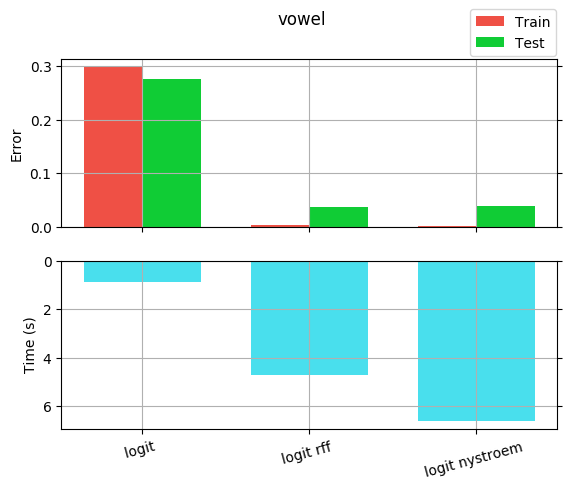 vowel
Train
Test
Error
0.3
0.2
0.1
0.0
Time (s)
0
2
4
6
logit
logit rff
logit nystroem